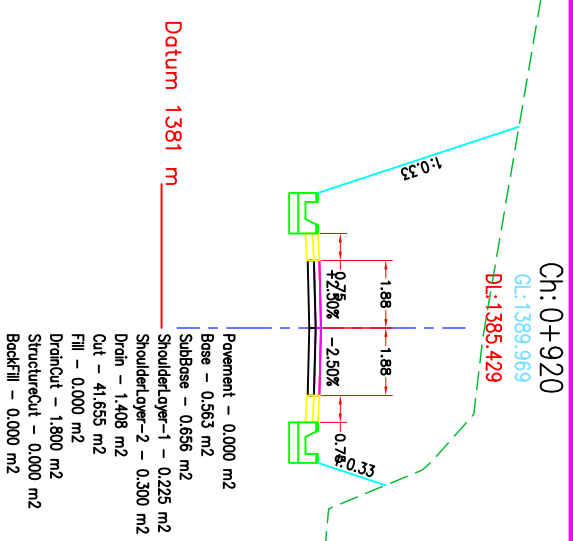 Ch: 0+920
GL:1389.969
DL:1385.429
1:0.33
1.88
1.88
0.75
+2.50%
-2.50%
0.75
1:0.33
Datum 1381 m
Pavement - 0.000 m2
Base - 0.563 m2
SubBase - 0.656 m2
ShoulderLayer-1 - 0.225 m2
ShoulderLayer-2 - 0.300 m2
Drain - 1.408 m2
Cut - 41.655 m2
Fill - 0.000 m2
DrainCut - 1.800 m2
StructureCut - 0.000 m2
BackFill - 0.000 m2